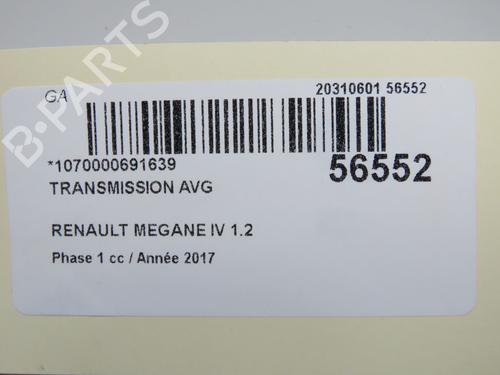 GA
20310601 56552
*1070000691639
56552
TRANSMISSION AVG
RENAULT MEGANE IV 1.2
Phase 1 cc / Année 2017
B-PARTS